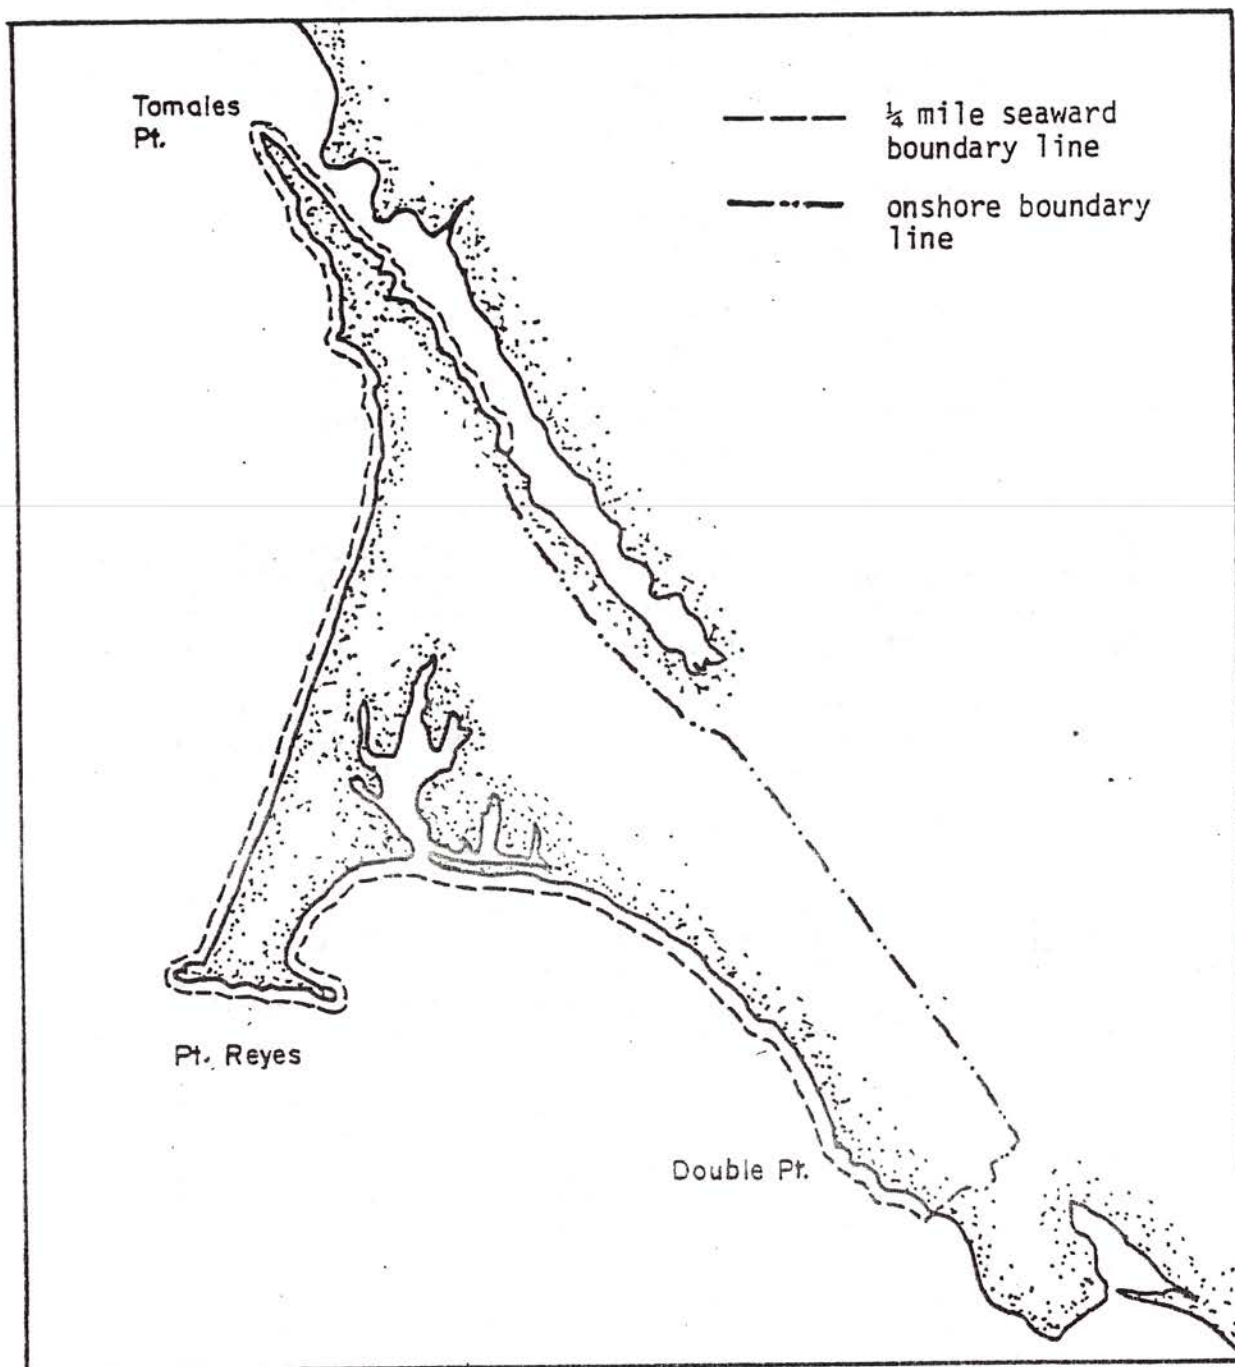 Tomales
Pt.
¼ mile seaward
boundary line
onshore boundary
line
Pt. Reyes
Double Pt.